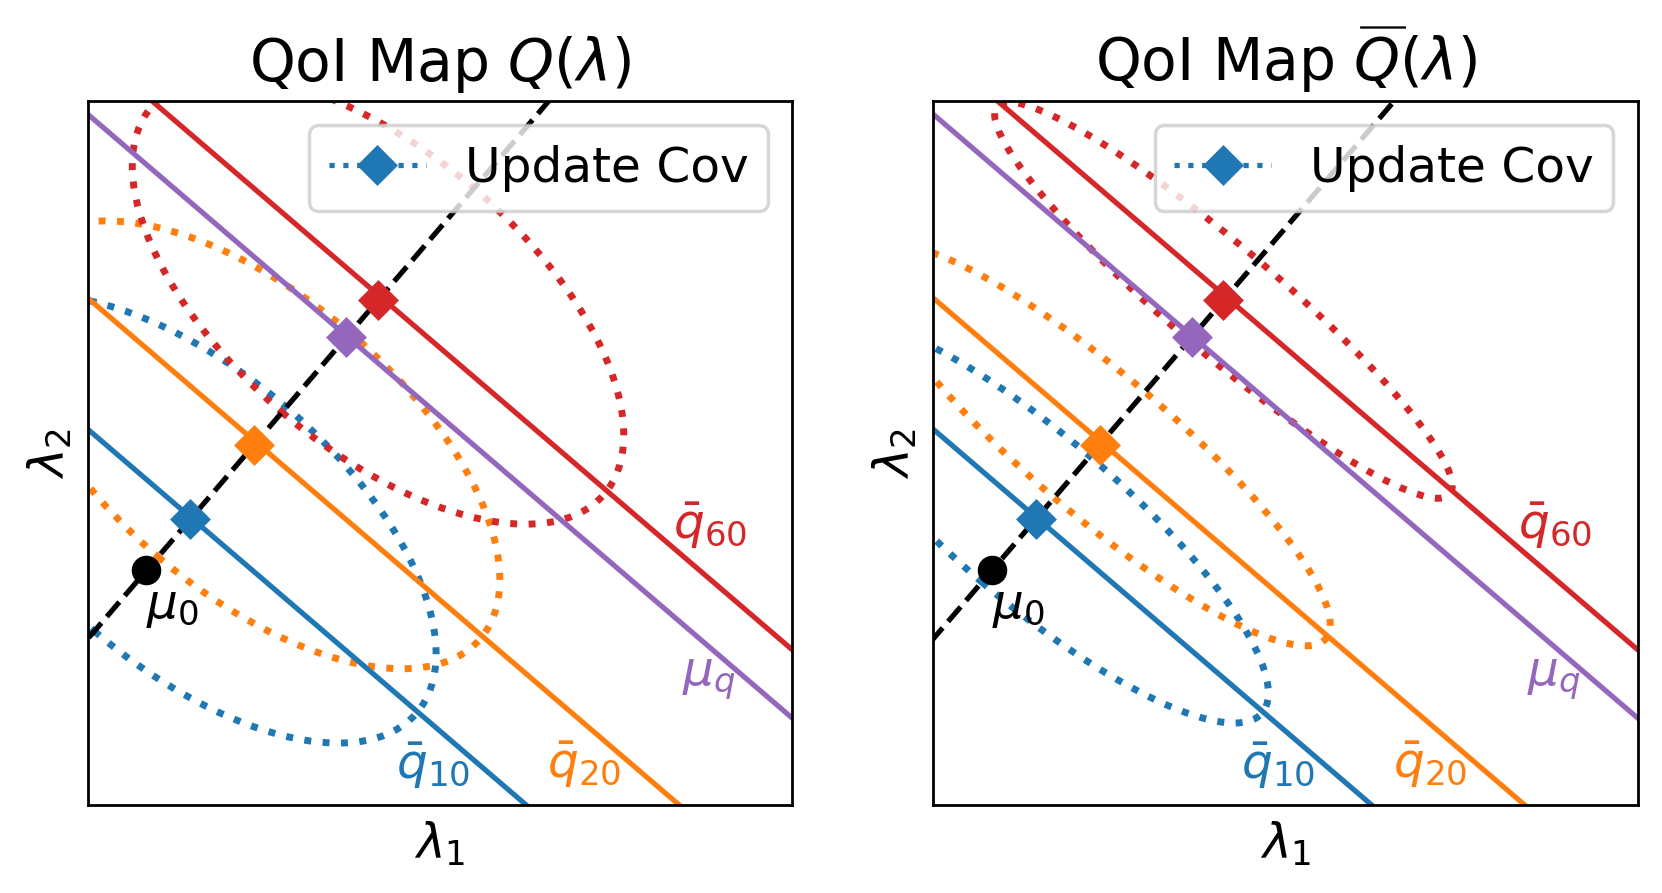 QoI Map Q(λ)
Update Cov
λ₂
μ₀
q̄₆₀
μ_q
q̄₁₀
q̄₂₀
λ₁
QoI Map Q̅(λ)
Update Cov
λ₂
μ₀
q̄₆₀
μ_q
q̄₁₀
q̄₂₀
λ₁